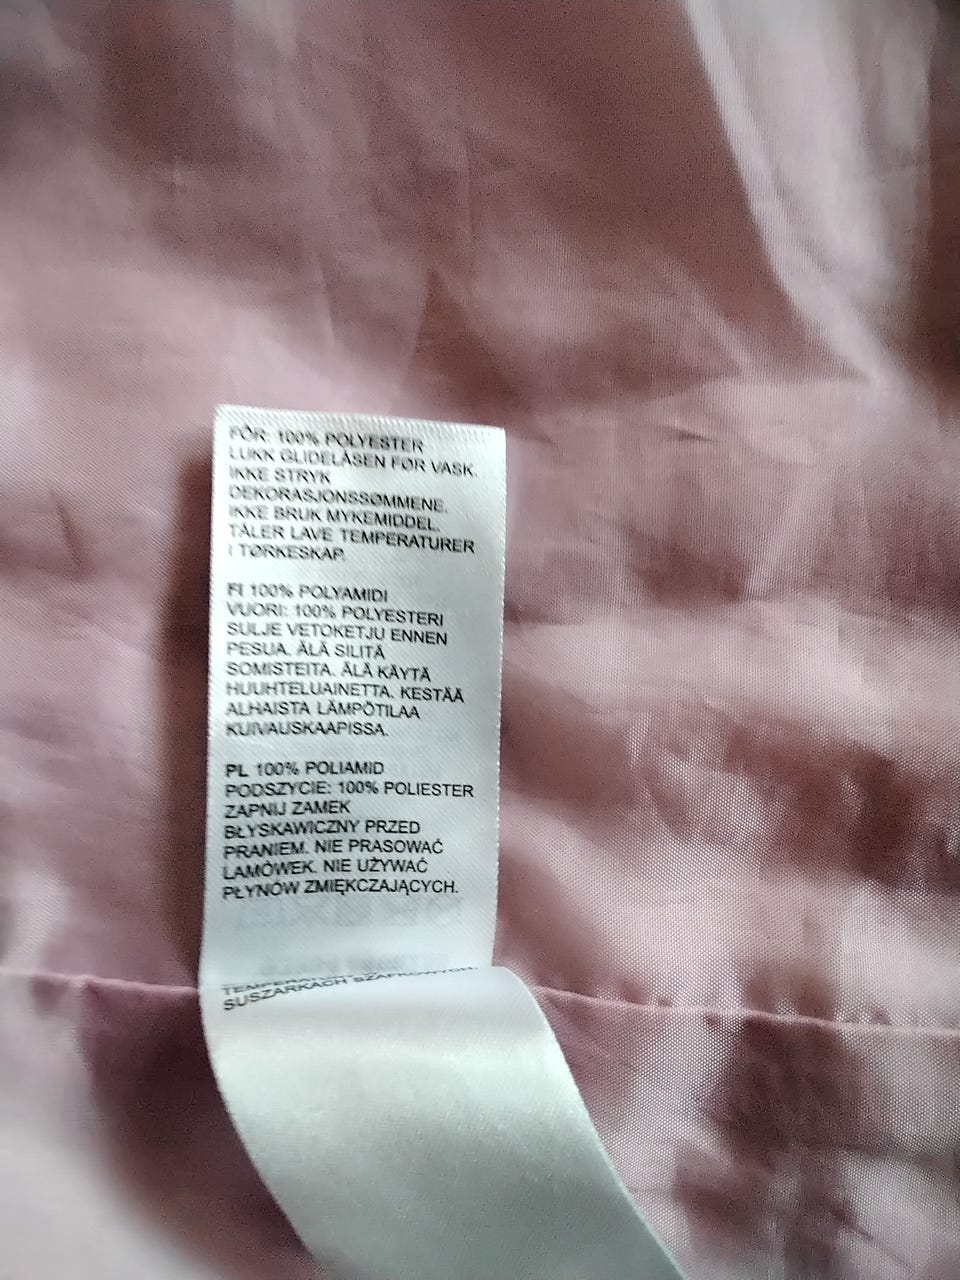 FÔR: 100% POLYESTER
LUKK GLIDELÅSEN FØR VASK.
IKKE STRYK
DEKORASJONSSØMMENE.
IKKE BRUK MYKEMIDDEL.
TÅLER LAVE TEMPERATURER
I TØRKESKAP.
FI 100% POLYAMIDI
VUORI: 100% POLYESTERI
SULJE VETOKETJU ENNEN
PESUA. ÄLÄ SILITÄ
SOMISTEITA. ÄLÄ KÄYTÄ
HUUHTELUAINETTA. KESTÄÄ
ALHAISTA LÄMPÖTILAA
KUIVAUSKAAPISSA.
PL 100% POLIAMID
PODSZYCIE: 100% POLIESTER
ZAPNIJ ZAMEK
BŁYSKAWICZNY PRZED
PRANIEM. NIE PRASOWAĆ
LAMÓWEK. NIE UŻYWAĆ
PŁYNÓW ZMIĘKCZAJĄCYCH.
SUSZARKACH SZAFKOWYCH.